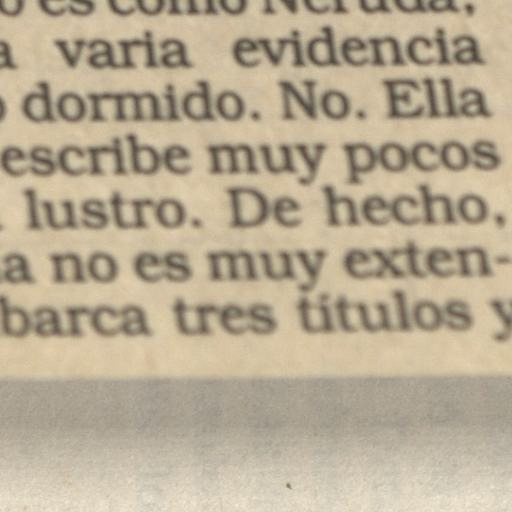 o es como Neruda,
a varia evidencia
dormido. No. Ella
escribe muy pocos
lustro. De hecho,
a no es muy exten-
barca tres títulos y